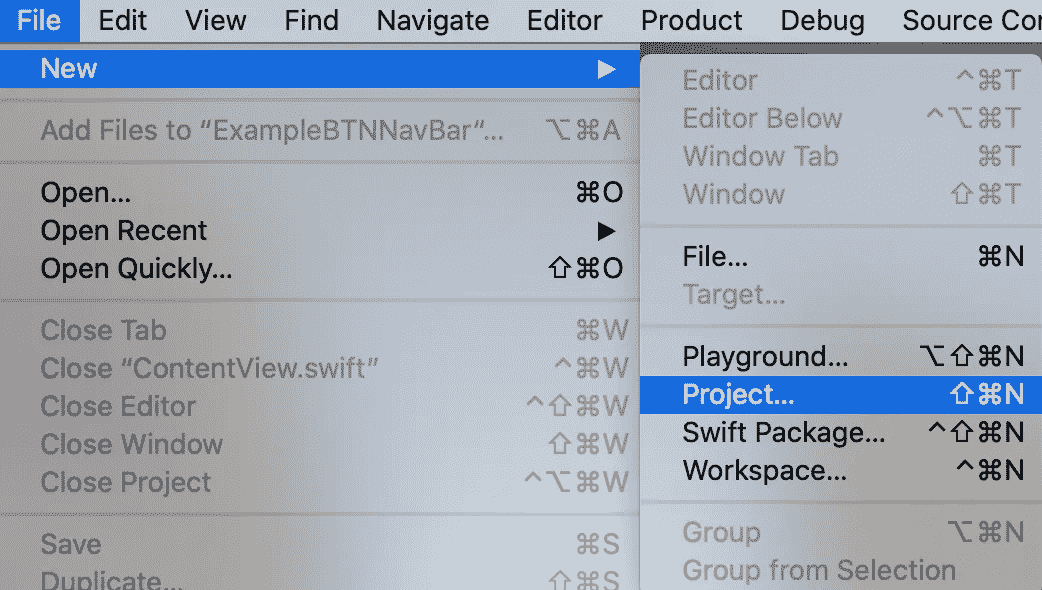 File Edit View Find Navigate Editor Product Debug Source Con
New ▶
Add Files to “ExampleBTNNavBar”... ⌥⌘A
Open... ⌘O
Open Recent ▶
Open Quickly... ⇧⌘O
Close Tab ⌘W
Close “ContentView.swift” ^⌘W
Close Editor ^⇧⌘W
Close Window ⇧⌘W
Close Project ^⌥⌘W
Save ⌘S
Duplicate... ⇧⌘S
Editor ^⌘T
Editor Below ^⌥⌘T
Window Tab ⌘T
Window ⇧⌘T
File... ⌘N
Target...
Playground... ⌥⇧⌘N
Project... ⇧⌘N
Swift Package... ^⇧⌘N
Workspace... ^⌘N
Group ⌥⌘N
Group from Selection